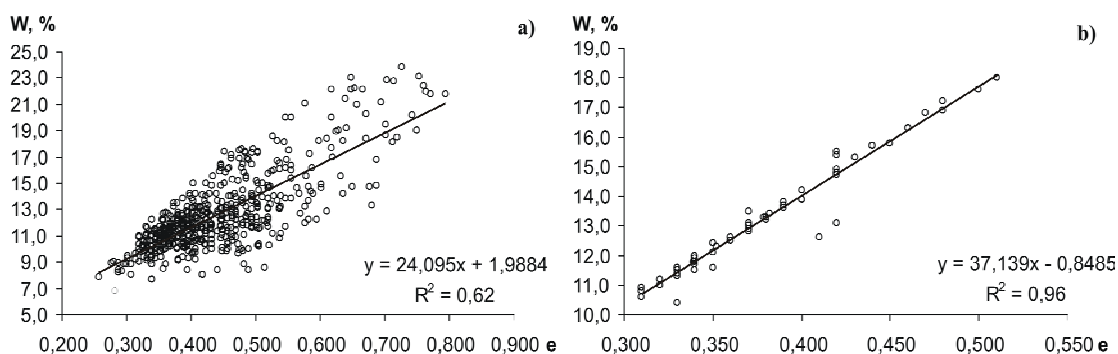 W, %
a)
25,0
23,0
21,0
19,0
17,0
15,0
13,0
11,0
9,0
7,0
5,0
y = 24,095x + 1,9884
R² = 0,62
0,200 0,300 0,400 0,500 0,600 0,700 0,800 0,900 e
W, %
b)
19,0
18,0
17,0
16,0
15,0
14,0
13,0
12,0
11,0
10,0
y = 37,139x - 0,8485
R² = 0,96
0,300 0,350 0,400 0,450 0,500 0,550 e